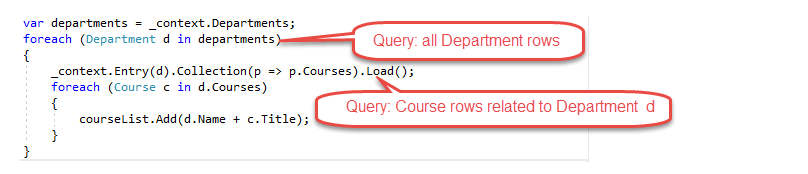 var departments = _context.Departments;
foreach (Department d in departments)
Query: all Department rows
{
_context.Entry(d).Collection(p => p.Courses).Load();
foreach (Course c in d.Courses)
Query: Course rows related to Department d
{
courseList.Add(d.Name + c.Title);
}
}